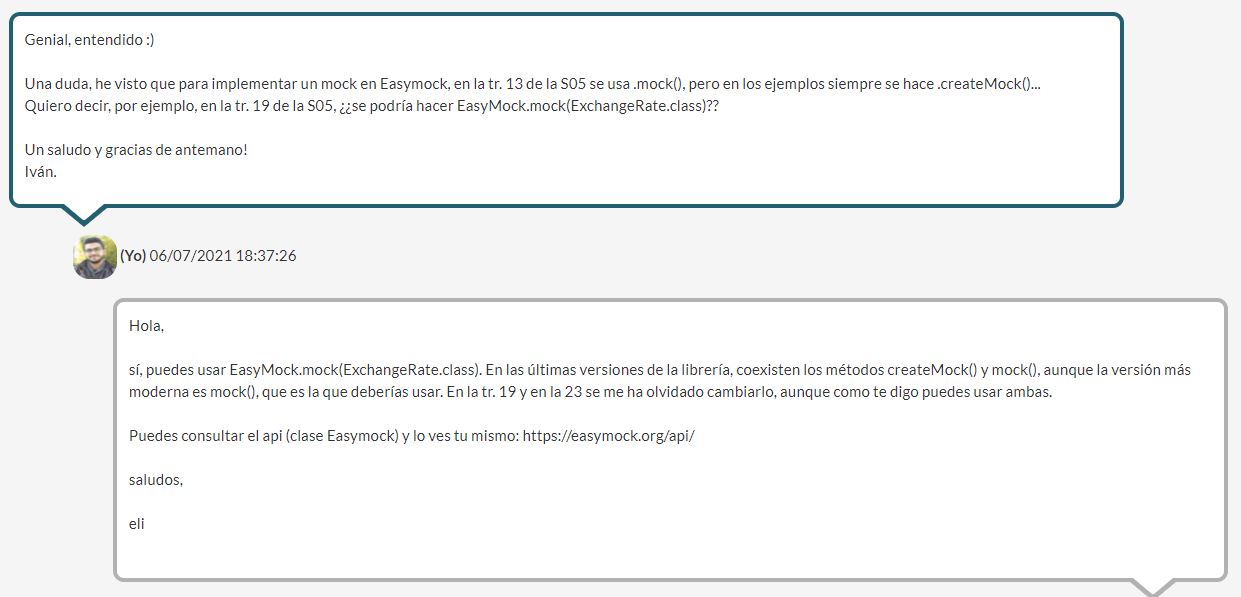 Genial, entendido :)
Una duda, he visto que para implementar un mock en Easymock, en la tr. 13 de la S05 se usa .mock(), pero en los ejemplos siempre se hace .createMock()...
Quiero decir, por ejemplo, en la tr. 19 de la S05, ¿¿se podría hacer EasyMock.mock(ExchangeRate.class)??
Un saludo y gracias de antemano!
Iván.
(Yo) 06/07/2021 18:37:26
Hola,
sí, puedes usar EasyMock.mock(ExchangeRate.class). En las últimas versiones de la librería, coexisten los métodos createMock() y mock(), aunque la versión más
moderna es mock(), que es la que deberías usar. En la tr. 19 y en la 23 se me ha olvidado cambiarlo, aunque como te digo puedes usar ambas.
Puedes consultar el api (clase Easymock) y lo ves tu mismo: https://easymock.org/api/
saludos,
eli